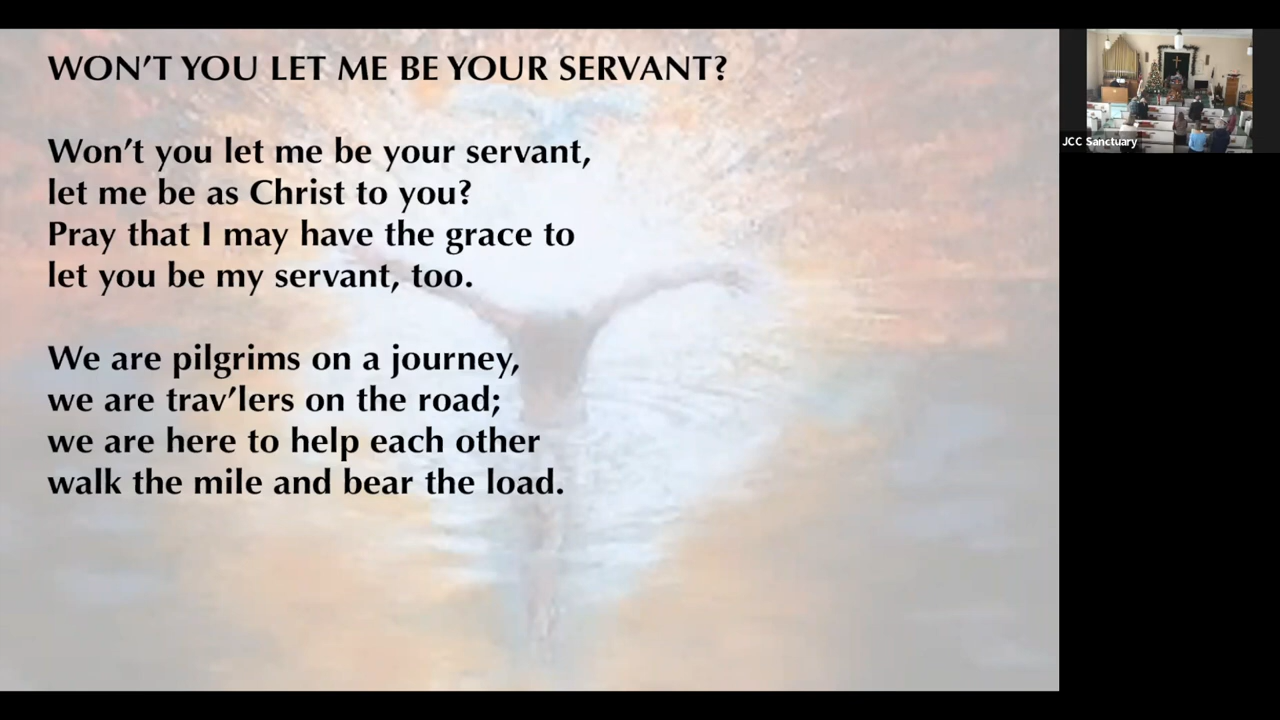 WON’T YOU LET ME BE YOUR SERVANT?
Won’t you let me be your servant,
let me be as Christ to you?
Pray that I may have the grace to
let you be my servant, too.
We are pilgrims on a journey,
we are trav’lers on the road;
we are here to help each other
walk the mile and bear the load.
JCC Sanctuary